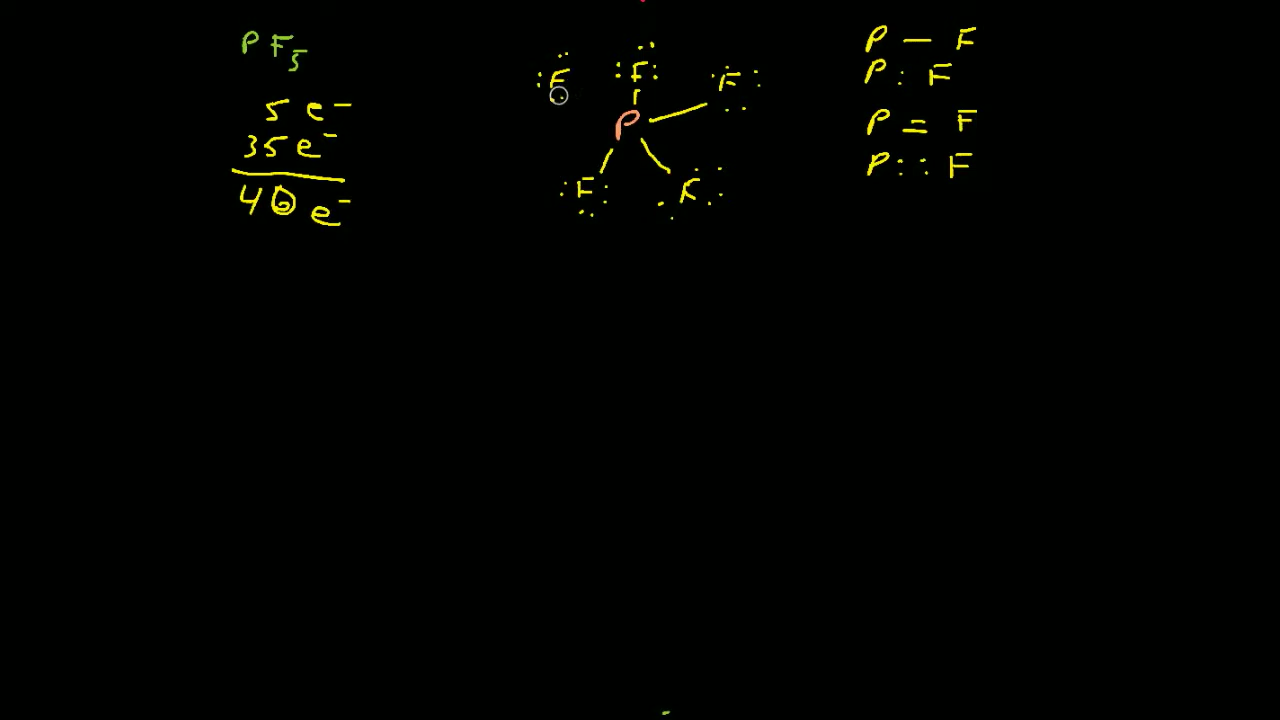 PF5
5 e⁻
35 e⁻
40 e⁻
:F :F: F
P
:F: F
P — F
P : F
P = F
P :: F